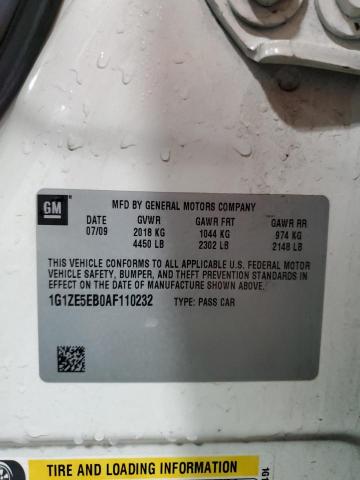 GM
MFD BY GENERAL MOTORS COMPANY
DATE GVWR GAWR FRT GAWR RR
07/09 2018 KG 1044 KG 974 KG
4450 LB 2302 LB 2148 LB
THIS VEHICLE CONFORMS TO ALL APPLICABLE U.S. FEDERAL MOTOR
VEHICLE SAFETY, BUMPER, AND THEFT PREVENTION STANDARDS
IN EFFECT ON THE DATE OF MANUFACTURE SHOWN ABOVE.
1G1ZE5EB0AF110232 TYPE: PASS CAR
TIRE AND LOADING INFORMATION